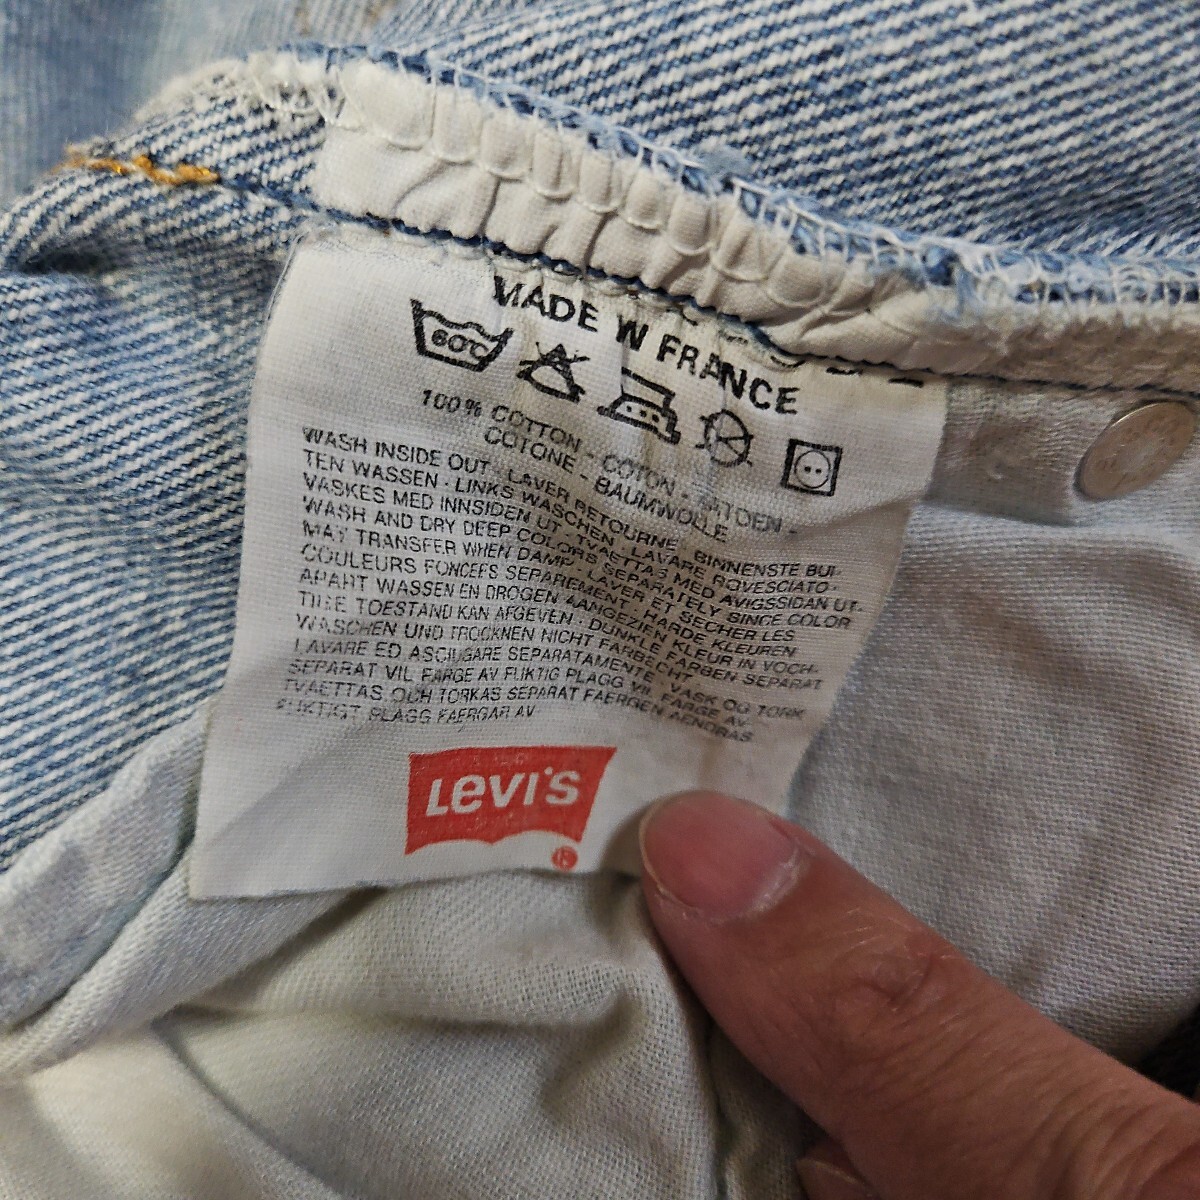 MADE IN FRANCE
60°C
100% COTTON - COTON - KATOEN -
COTONE - BAUMWOLLE
WASH INSIDE OUT · LAVER RETOURNE · BINNENSTE BUI-
TEN WASSEN · LINKS WASCHEN · LAVARE ROVESCIATO ·
VASKES MED INNSIDEN UT · TVAETTAS MED AVIGSSIDAN UT ·
WASH AND DRY DEEP COLORS SEPARATELY SINCE COLOR
MAY TRANSFER WHEN DAMP · LAVER ET SECHER LES
COULEURS FONCEES SEPAREMENT · HARDE KLEUREN
APART WASSEN EN DROGEN AANGEZIEN KLEUR IN VOCH-
TIGE TOESTAND KAN AFGEVEN · DUNKLE FARBEN SEPARAT
WASCHEN UND TROCKNEN NICHT FARBECHT
LAVARE ED ASCIUGARE SEPARATAMENTE · VASK OG TORK
SEPARAT VIL FARGE AV FUKTIG PLAGG VIL FARGE AV ·
TVAETTAS OCH TORKAS SEPARAT FAERGEN AENDRAS
FUKTIGT PLAGG FAERGAR AV
Levi's
®